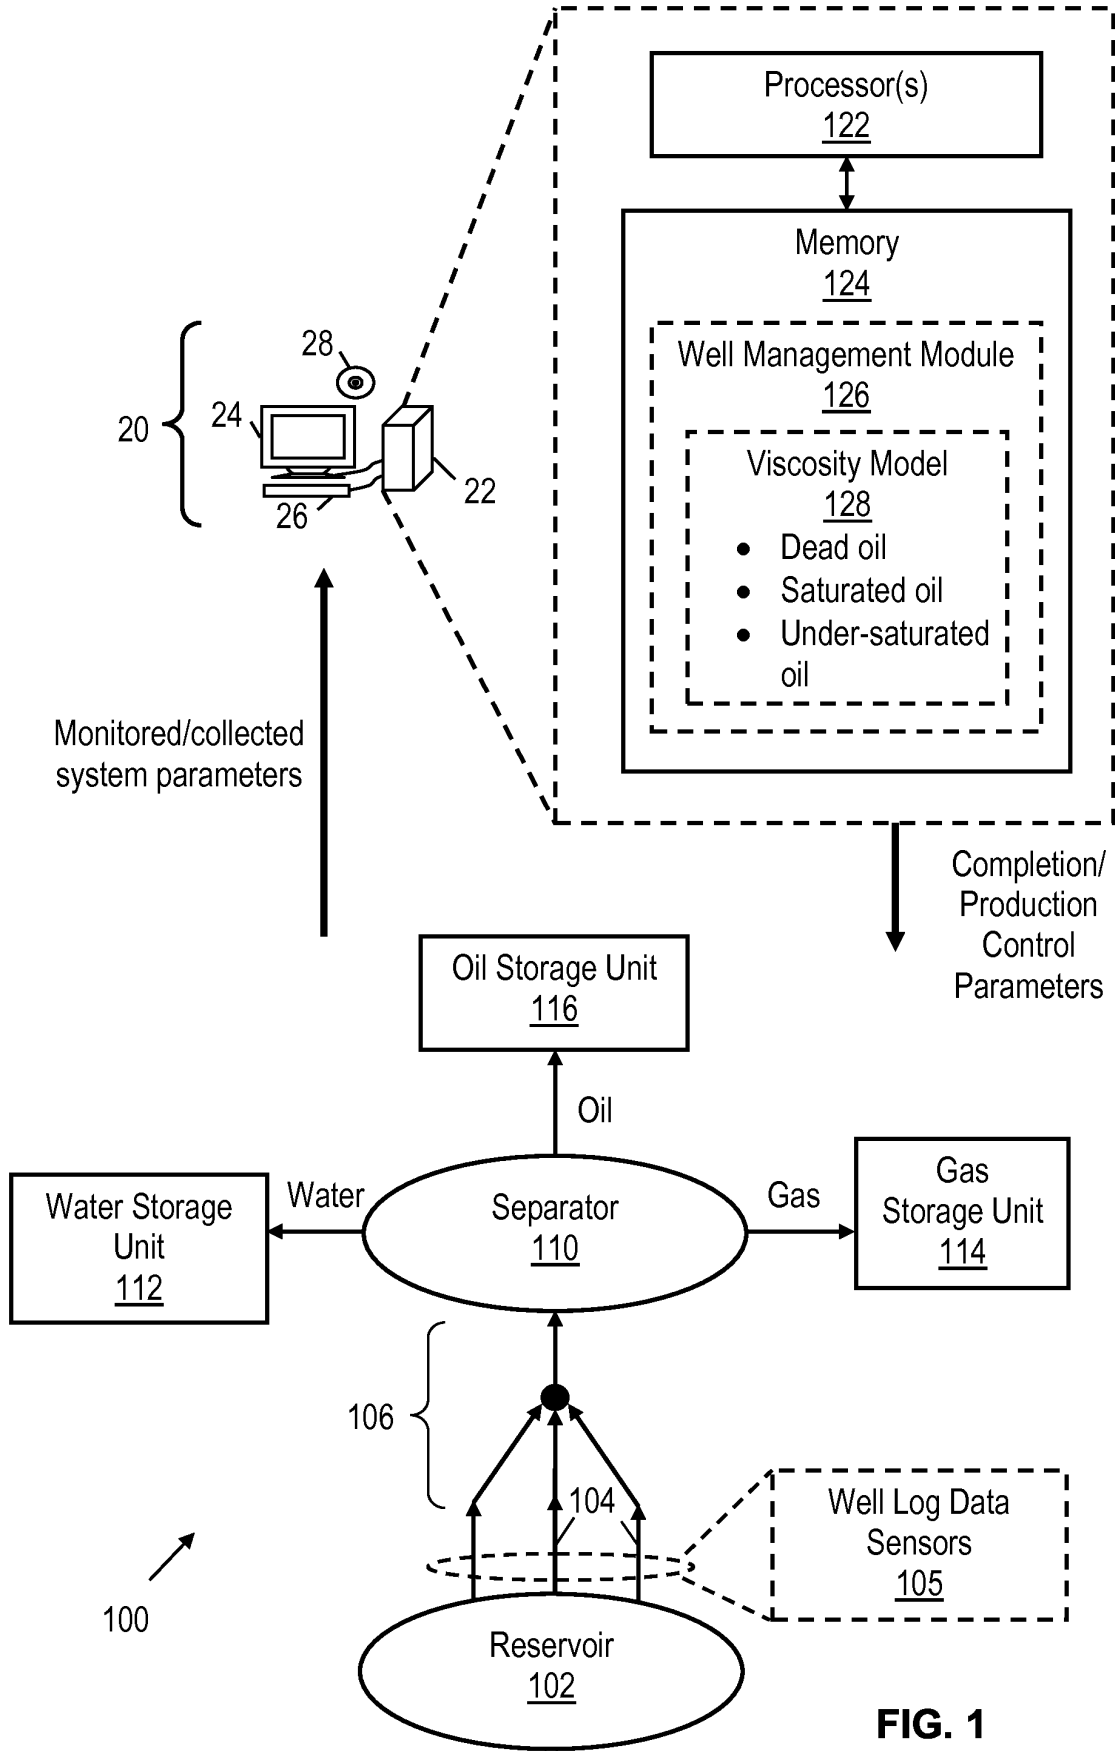 Processor(s)
122
Memory
124
Well Management Module
126
Viscosity Model
128
● Dead oil
● Saturated oil
● Under-saturated
oil
28
24
20
22
26
Monitored/collected
system parameters
Completion/
Production
Control
Parameters
Oil Storage Unit
116
Oil
Water Storage
Unit
112
Water
Separator
110
Gas
Gas
Storage Unit
114
106
104
Well Log Data
Sensors
105
100
Reservoir
102
FIG. 1